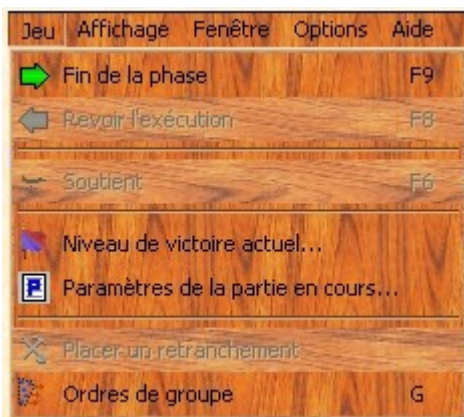 Jeu Affichage Fenêtre Options Aide
Fin de la phase F9
Revoir l'exécution F8
Soutient F6
Niveau de victoire actuel...
Paramètres de la partie en cours...
Placer un retranchement
Ordres de groupe G